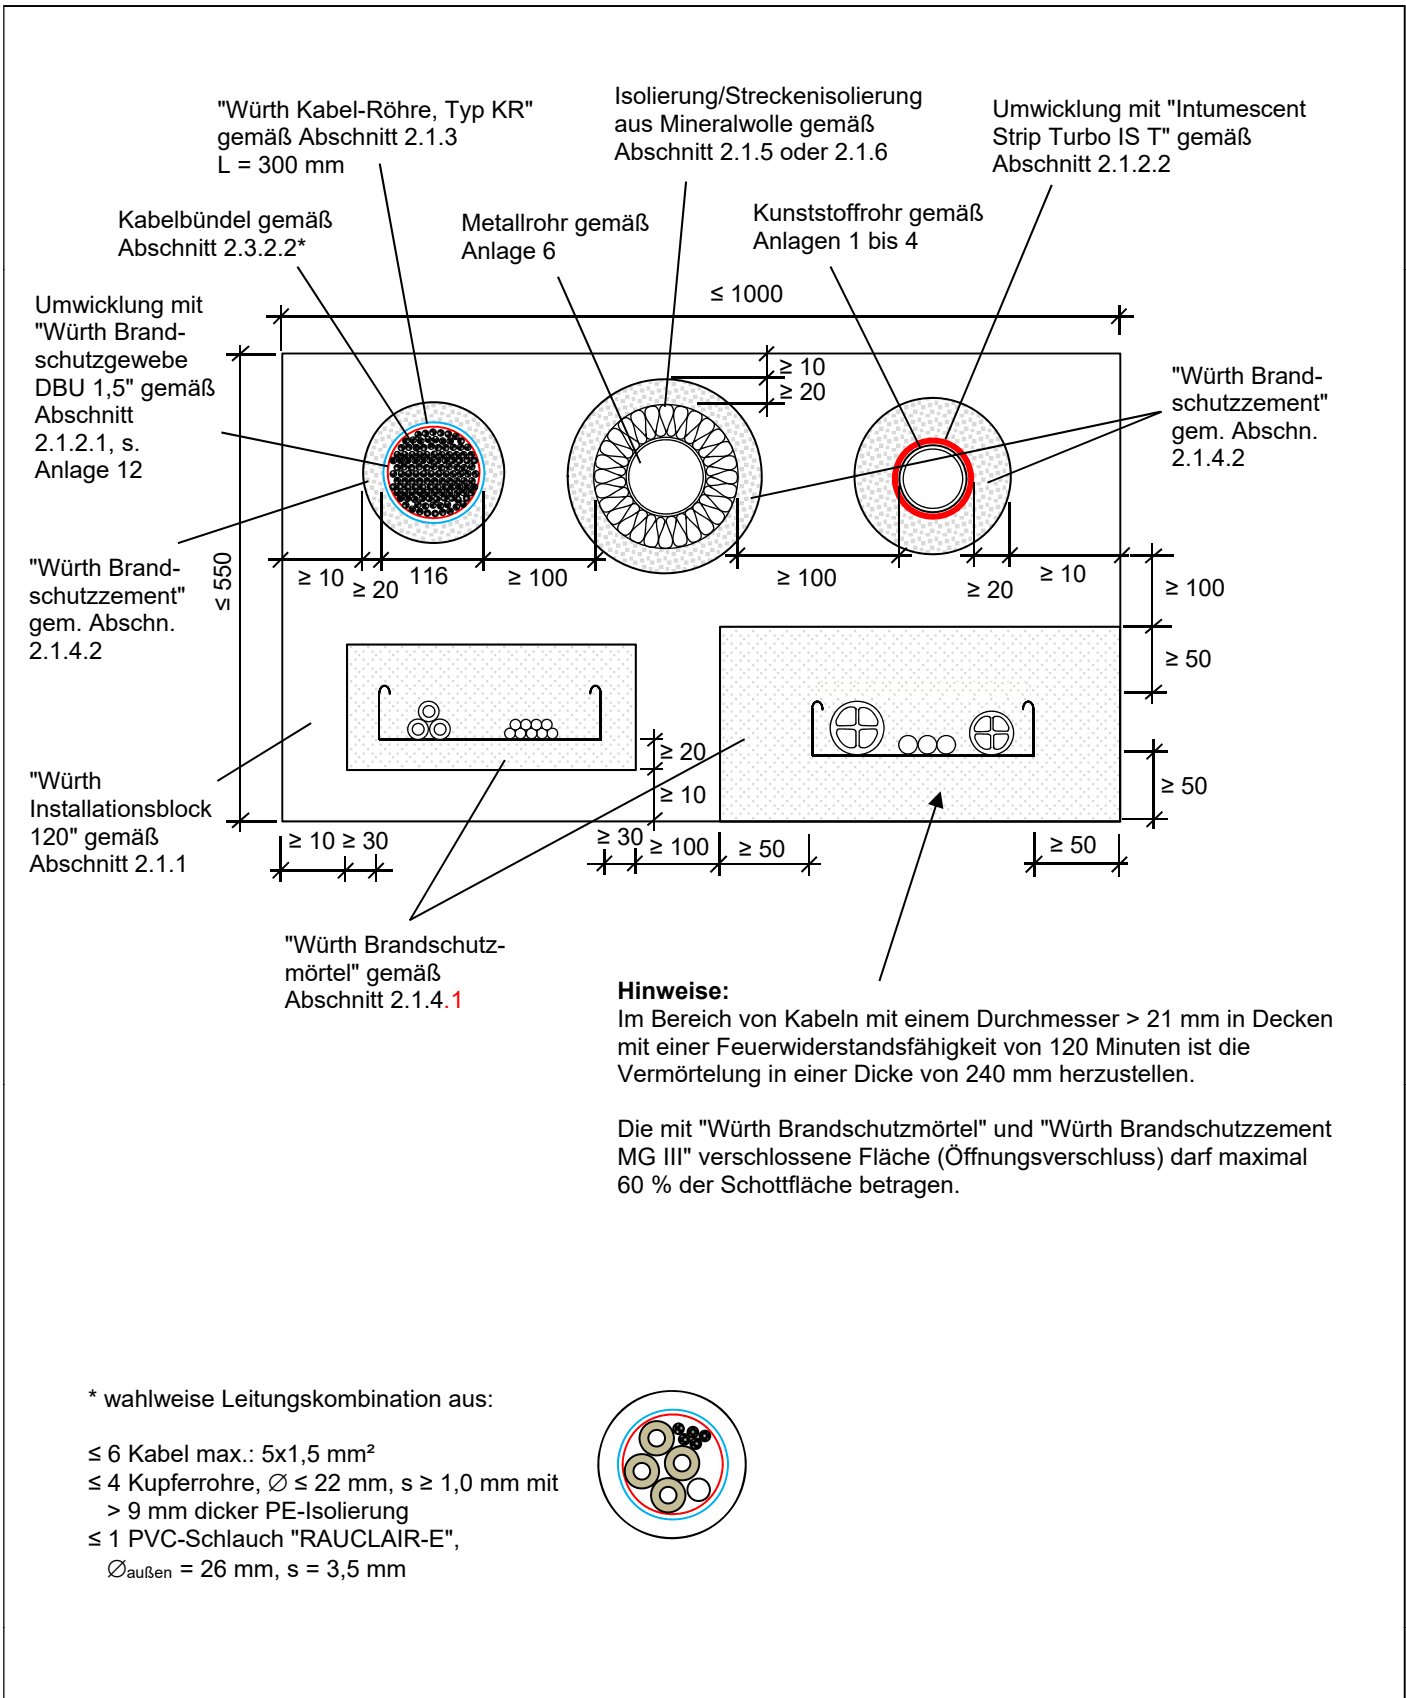 "Würth Kabel-Röhre, Typ KR"
gemäß Abschnitt 2.1.3
L = 300 mm
Isolierung/Streckenisolierung
aus Mineralwolle gemäß
Abschnitt 2.1.5 oder 2.1.6
Umwicklung mit "Intumescent
Strip Turbo IS T" gemäß
Abschnitt 2.1.2.2
Kabelbündel gemäß
Abschnitt 2.3.2.2*
Metallrohr gemäß
Anlage 6
Kunststoffrohr gemäß
Anlagen 1 bis 4
Umwicklung mit
"Würth Brand-
schutzgewebe
DBU 1,5" gemäß
Abschnitt
2.1.2.1, s.
Anlage 12
≤ 1000
≥ 10
≥ 20
"Würth Brand-
schutzzement"
gem. Abschn.
2.1.4.2
"Würth Brand-
schutzzement"
gem. Abschn.
2.1.4.2
≤ 550
≥ 10
≥ 20
116
≥ 100
≥ 100
≥ 20
≥ 10
≥ 100
≥ 50
≥ 20
≥ 10
≥ 50
"Würth
Installationsblock
120" gemäß
Abschnitt 2.1.1
≥ 10
≥ 30
≥ 30
≥ 100
≥ 50
≥ 50
"Würth Brandschutz-
mörtel" gemäß
Abschnitt 2.1.4.1
Hinweise:
Im Bereich von Kabeln mit einem Durchmesser > 21 mm in Decken
mit einer Feuerwiderstandsfähigkeit von 120 Minuten ist die
Vermörtelung in einer Dicke von 240 mm herzustellen.
Die mit "Würth Brandschutzmörtel" und "Würth Brandschutzzement
MG III" verschlossene Fläche (Öffnungsverschluss) darf maximal
60 % der Schottfläche betragen.
* wahlweise Leitungskombination aus:
≤ 6 Kabel max.: 5x1,5 mm²
≤ 4 Kupferrohre, ∅ ≤ 22 mm, s ≥ 1,0 mm mit
> 9 mm dicker PE-Isolierung
≤ 1 PVC-Schlauch "RAUCLAIR-E",
∅außen = 26 mm, s = 3,5 mm